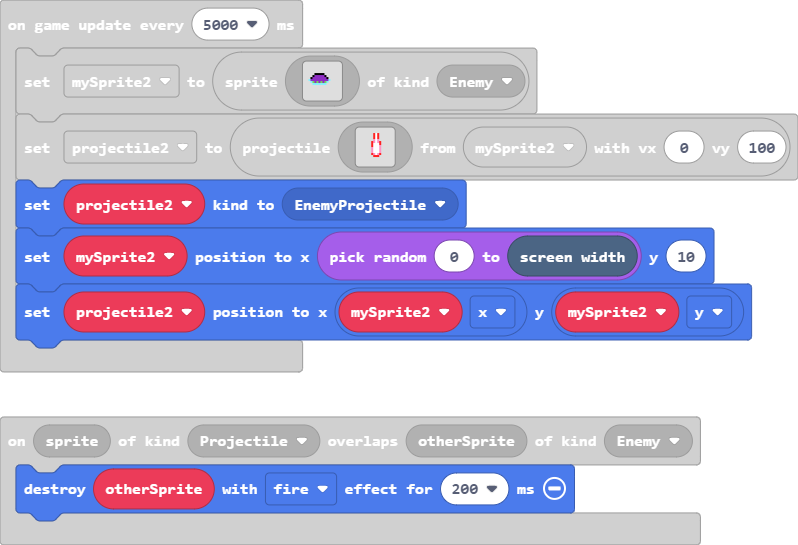 on game update every 5000 ms
set mySprite2 to sprite of kind Enemy
set projectile2 to projectile from mySprite2 with vx 0 vy 100
set projectile2 kind to EnemyProjectile
set mySprite2 position to x pick random 0 to screen width y 10
set projectile2 position to x mySprite2 x y mySprite2 y
on sprite of kind Projectile overlaps otherSprite of kind Enemy
destroy otherSprite with fire effect for 200 ms